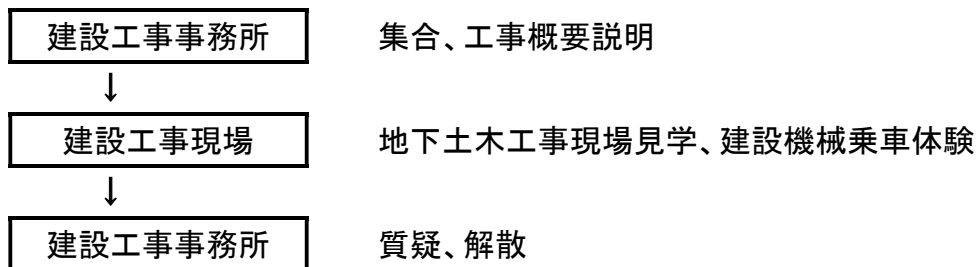 建設工事事務所 集合、工事概要説明
↓
建設工事現場 地下土木工事現場見学、建設機械乗車体験
↓
建設工事事務所 質疑、解散